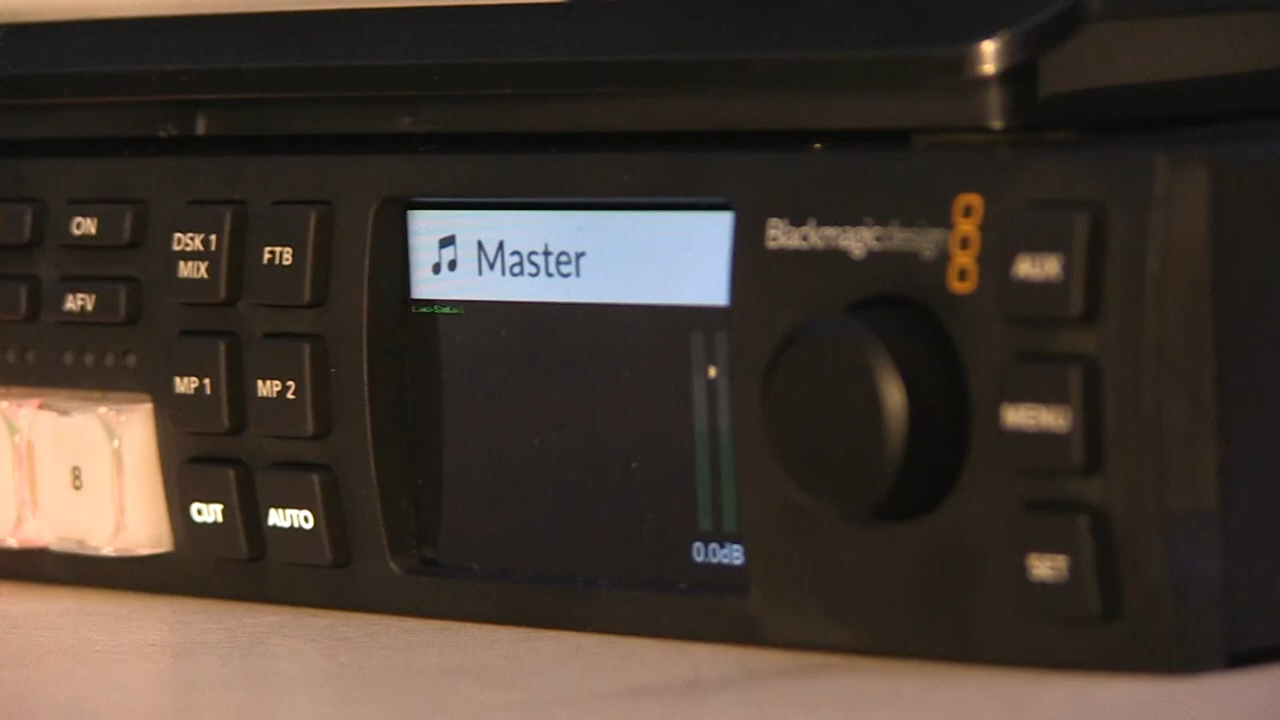 ON
AFV
DSK 1
MIX
FTB
MP 1
MP 2
8
CUT
AUTO
Master
0.0dB
Blackmagicdesign
AUX
MENU
SET